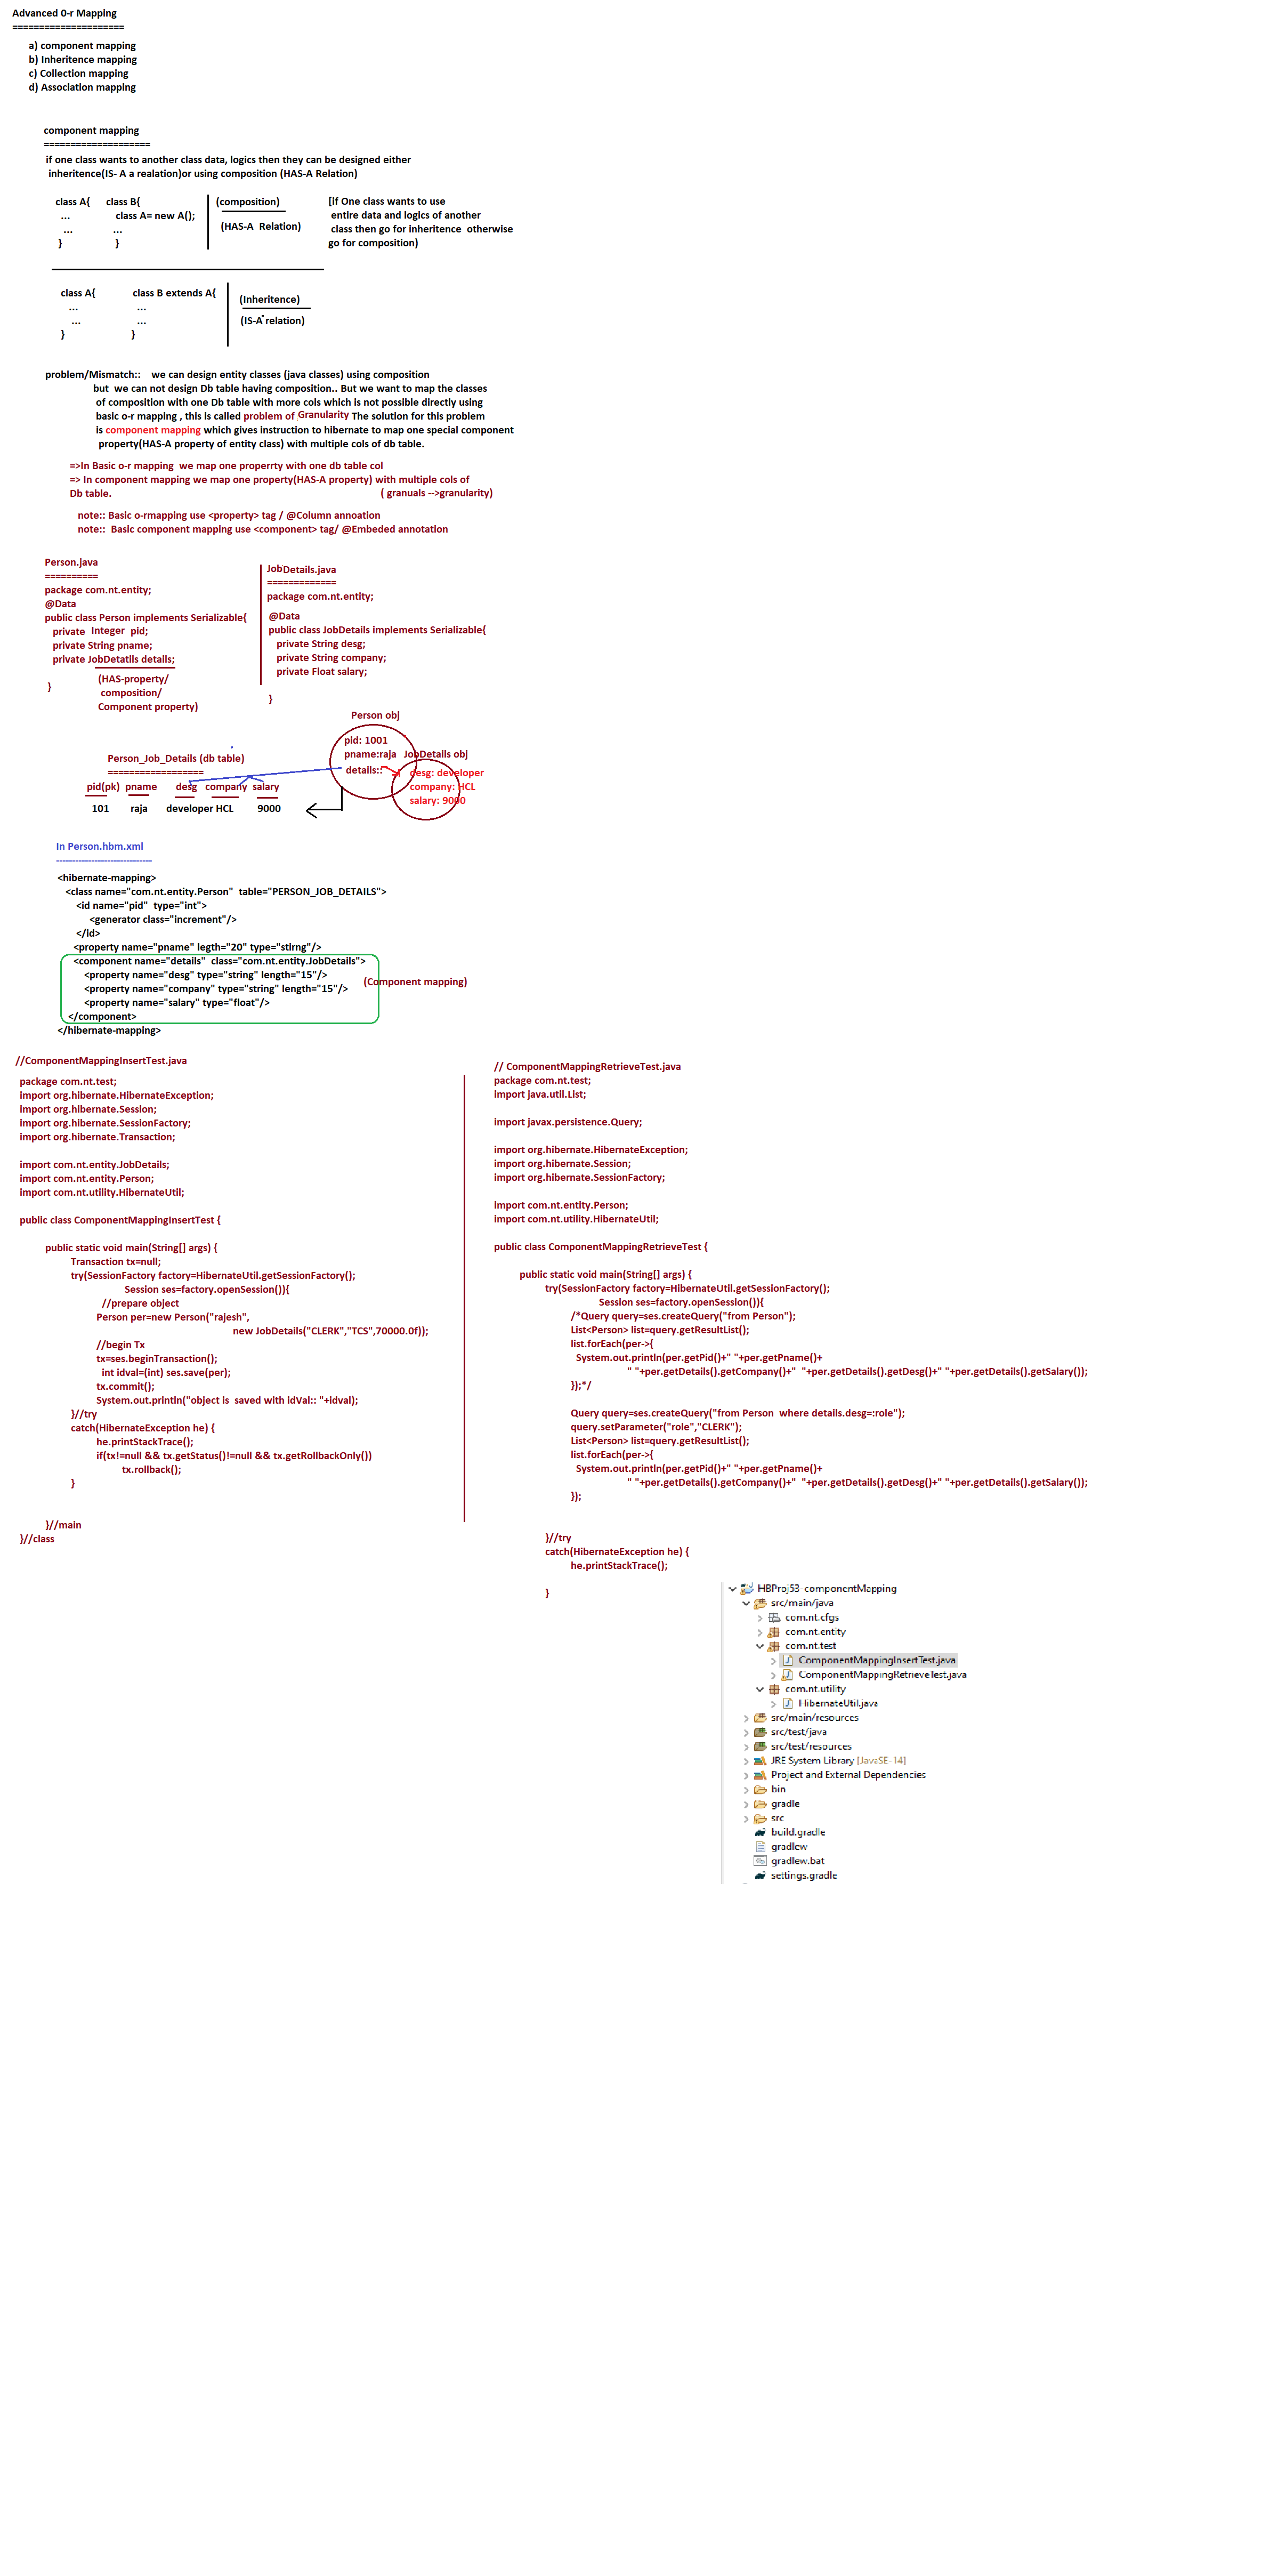 Advanced 0-r Mapping
=====================
a) component mapping
b) Inheritence mapping
c) Collection mapping
d) Association mapping
component mapping
====================
if one class wants to another class data, logics then they can be designed either
inheritence(IS- A a realation)or using composition (HAS-A Relation)
class A{ class B{
... class A= new A();
... ...
} }
(composition)
(HAS-A Relation)
[if One class wants to use
entire data and logics of another
class then go for inheritence otherwise
go for composition)
class A{ class B extends A{
... ...
... ...
} }
(Inheritence)
(IS-A relation)
problem/Mismatch:: we can design entity classes (java classes) using composition
but we can not design Db table having composition.. But we want to map the classes
of composition with one Db table with more cols which is not possible directly using
basic o-r mapping , this is called problem of Granularity The solution for this problem
is component mapping which gives instruction to hibernate to map one special component
property(HAS-A property of entity class) with multiple cols of db table.
=>In Basic o-r mapping we map one properrty with one db table col
=> In component mapping we map one property(HAS-A property) with multiple cols of
Db table. ( granuals -->granularity)
note:: Basic o-rmapping use <property> tag / @Column annoation
note:: Basic component mapping use <component> tag/ @Embeded annotation
Person.java
==========
package com.nt.entity;
@Data
public class Person implements Serializable{
private Integer pid;
private String pname;
private JobDetatils details;
(HAS-property/
}
composition/
Component property)
JobDetails.java
=============
package com.nt.entity;
@Data
public class JobDetails implements Serializable{
private String desg;
private String company;
private Float salary;
}
Person obj
pid: 1001
pname:raja JobDetails obj
details::
desg: developer
company: HCL
salary: 9000
Person_Job_Details (db table)
==================
pid(pk) pname desg company salary
101 raja developer HCL 9000
In Person.hbm.xml
------------------------------
<hibernate-mapping>
<class name="com.nt.entity.Person" table="PERSON_JOB_DETAILS">
<id name="pid" type="int">
<generator class="increment"/>
</id>
<property name="pname" legth="20" type="stirng"/>
<component name="details" class="com.nt.entity.JobDetails">
<property name="desg" type="string" length="15"/>
<property name="company" type="string" length="15"/>
<property name="salary" type="float"/>
</component>
</hibernate-mapping>
(Component mapping)
//ComponentMappingInsertTest.java
package com.nt.test;
import org.hibernate.HibernateException;
import org.hibernate.Session;
import org.hibernate.SessionFactory;
import org.hibernate.Transaction;
import com.nt.entity.JobDetails;
import com.nt.entity.Person;
import com.nt.utility.HibernateUtil;
public class ComponentMappingInsertTest {
public static void main(String[] args) {
Transaction tx=null;
try(SessionFactory factory=HibernateUtil.getSessionFactory();
Session ses=factory.openSession()){
//prepare object
Person per=new Person("rajesh",
new JobDetails("CLERK","TCS",70000.0f));
//begin Tx
tx=ses.beginTransaction();
int idval=(int) ses.save(per);
tx.commit();
System.out.println("object is saved with idVal:: "+idval);
}//try
catch(HibernateException he) {
he.printStackTrace();
if(tx!=null && tx.getStatus()!=null && tx.getRollbackOnly())
tx.rollback();
}
}//main
}//class
// ComponentMappingRetrieveTest.java
package com.nt.test;
import java.util.List;
import javax.persistence.Query;
import org.hibernate.HibernateException;
import org.hibernate.Session;
import org.hibernate.SessionFactory;
import com.nt.entity.Person;
import com.nt.utility.HibernateUtil;
public class ComponentMappingRetrieveTest {
public static void main(String[] args) {
try(SessionFactory factory=HibernateUtil.getSessionFactory();
Session ses=factory.openSession()){
/*Query query=ses.createQuery("from Person");
List<Person> list=query.getResultList();
list.forEach(per->{
System.out.println(per.getPid()+" "+per.getPname()+
" "+per.getDetails().getCompany()+" "+per.getDetails().getDesg()+" "+per.getDetails().getSalary());
});*/
Query query=ses.createQuery("from Person where details.desg=:role");
query.setParameter("role","CLERK");
List<Person> list=query.getResultList();
list.forEach(per->{
System.out.println(per.getPid()+" "+per.getPname()+
" "+per.getDetails().getCompany()+" "+per.getDetails().getDesg()+" "+per.getDetails().getSalary());
});
}//try
catch(HibernateException he) {
he.printStackTrace();
}
HBProj53-componentMapping
src/main/java
com.nt.cfgs
com.nt.entity
com.nt.test
ComponentMappingInsertTest.java
ComponentMappingRetrieveTest.java
com.nt.utility
HibernateUtil.java
src/main/resources
src/test/java
src/test/resources
JRE System Library [JavaSE-14]
Project and External Dependencies
bin
gradle
src
build.gradle
gradlew
gradlew.bat
settings.gradle